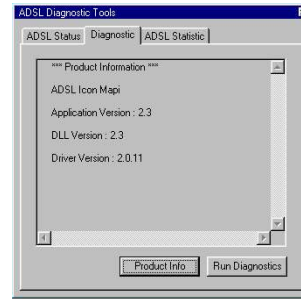 ADSL Diagnostic Tools
ADSL Status Diagnostic ADSL Statistic
*** Product Information ***
ADSL Icon Mapi
Application Version : 2.3
DLL Version : 2.3
Driver Version : 2.0.11
Product Info Run Diagnostics